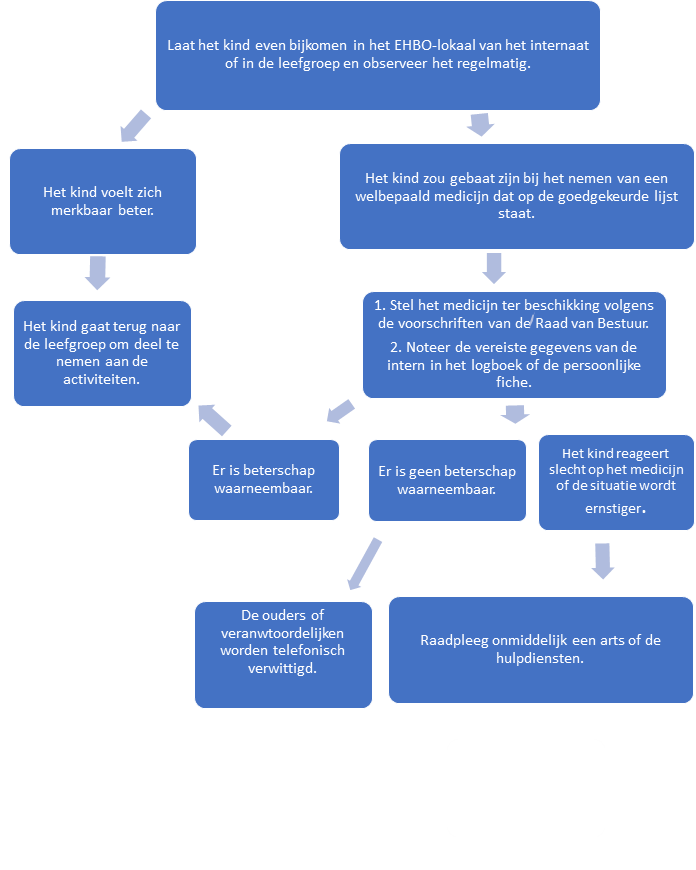 Laat het kind even bijkomen in het EHBO-lokaal van het internaat
of in de leefgroep en observeer het regelmatig.
Het kind voelt zich
merkbaar beter.
Het kind zou gebaat zijn bij het nemen van een
welbepaald medicijn dat op de goedgekeurde lijst
staat.
Het kind gaat terug naar
de leefgroep om deel te
nemen aan de
activiteiten.
1. Stel het medicijn ter beschikking volgens
de voorschriften van de/ Raad van Bestuur.
2. Noteer de vereiste gegevens van de
intern in het logboek of de persoonlijke
fiche.
Er is beterschap
waarneembaar.
Er is geen beterschap
waarneembaar.
Het kind reageert
slecht op het medicijn
of de situatie wordt
ernstiger.
De ouders of
veranwtoordelijken
worden telefonisch
verwittigd.
Raadpleeg onmiddelijk een arts of de
hulpdiensten.